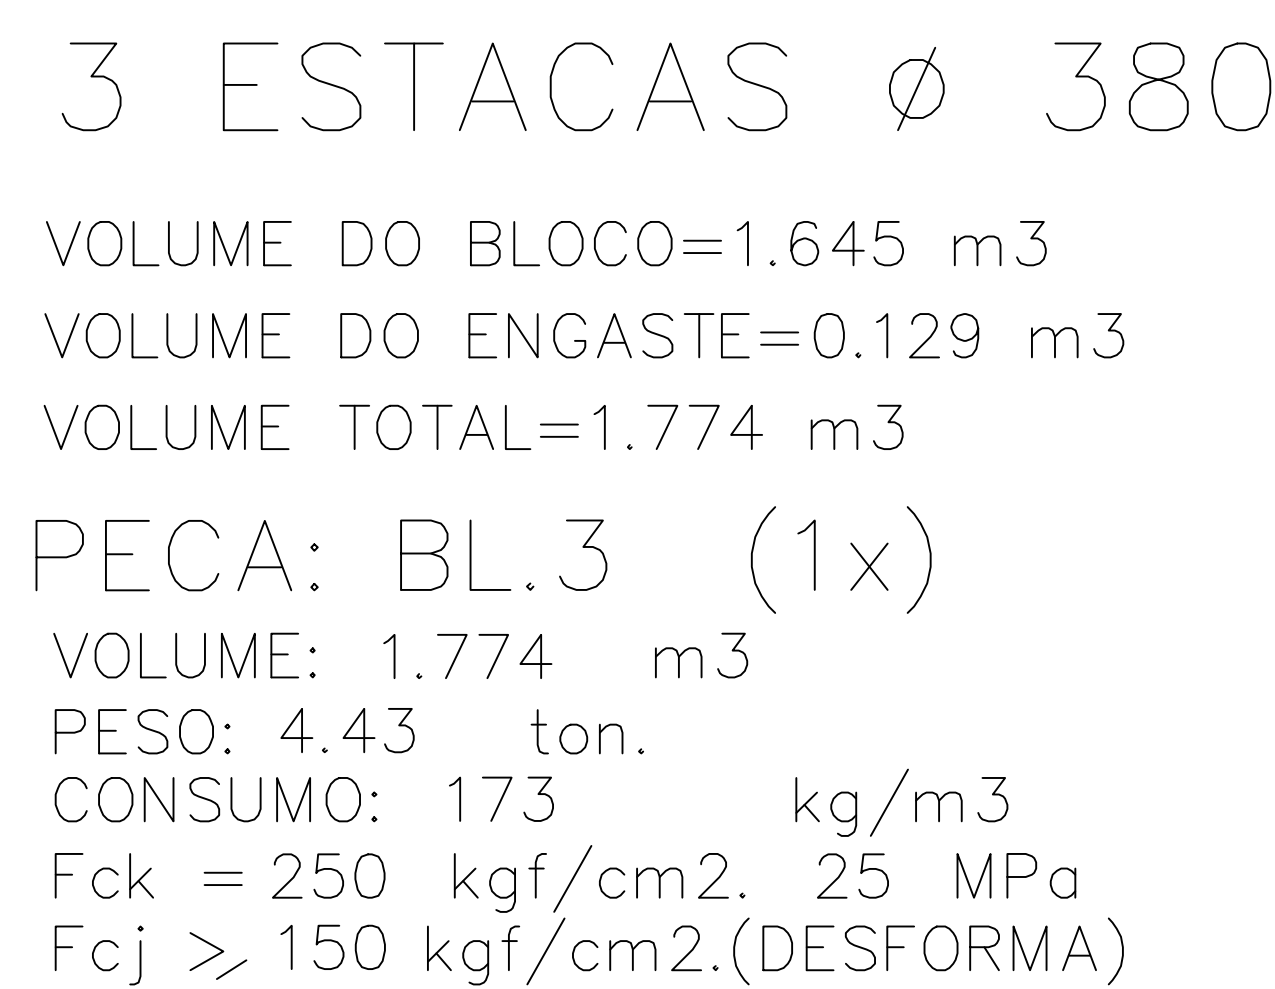 3 ESTACAS ø 380
VOLUME DO BLOCO=1.645 m3
VOLUME DO ENGASTE=0.129 m3
VOLUME TOTAL=1.774 m3
PECA: BL.3 (1x)
VOLUME: 1.774 m3
PESO: 4.43 ton.
CONSUMO: 173 kg/m3
Fck = 250 kgf/cm2. 25 MPa
Fcj ⩾ 150 kgf/cm2.(DESFORMA)